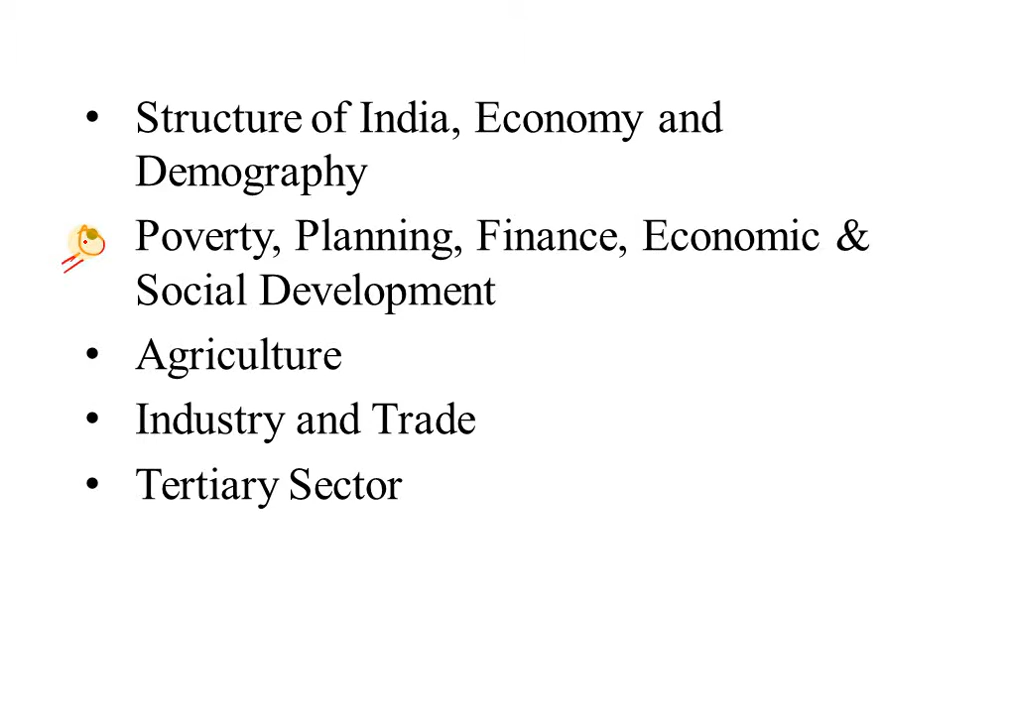 • Structure of India, Economy and
Demography
Poverty, Planning, Finance, Economic &
Social Development
• Agriculture
• Industry and Trade
• Tertiary Sector